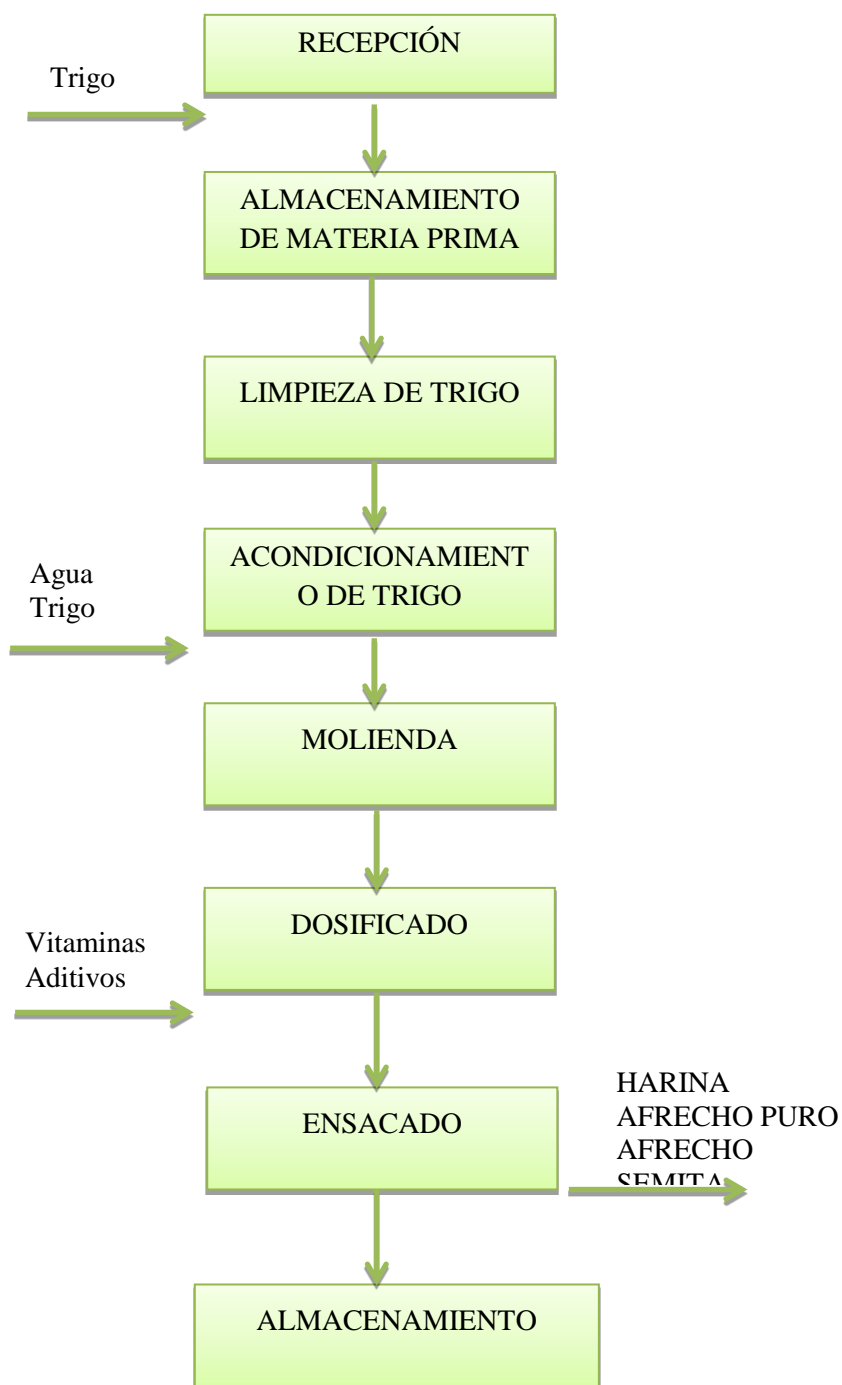 RECEPCIÓN
Trigo
ALMACENAMIENTO
DE MATERIA PRIMA
LIMPIEZA DE TRIGO
ACONDICIONAMIENT
O DE TRIGO
Agua
Trigo
MOLIENDA
DOSIFICADO
Vitaminas
Aditivos
ENSACADO
HARINA
AFRECHO PURO
AFRECHO
SEMITA
ALMACENAMIENTO